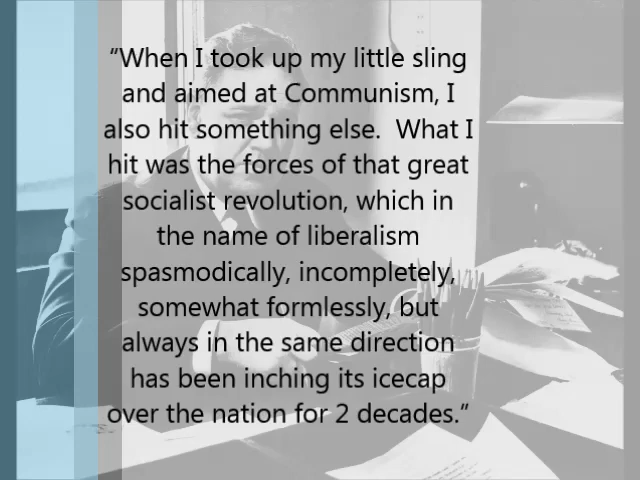 “When I took up my little sling
and aimed at Communism, I
also hit something else.  What I
hit was the forces of that great
socialist revolution, which in
the name of liberalism
spasmodically, incompletely,
somewhat formlessly, but
always in the same direction
has been inching its icecap
over the nation for 2 decades.”